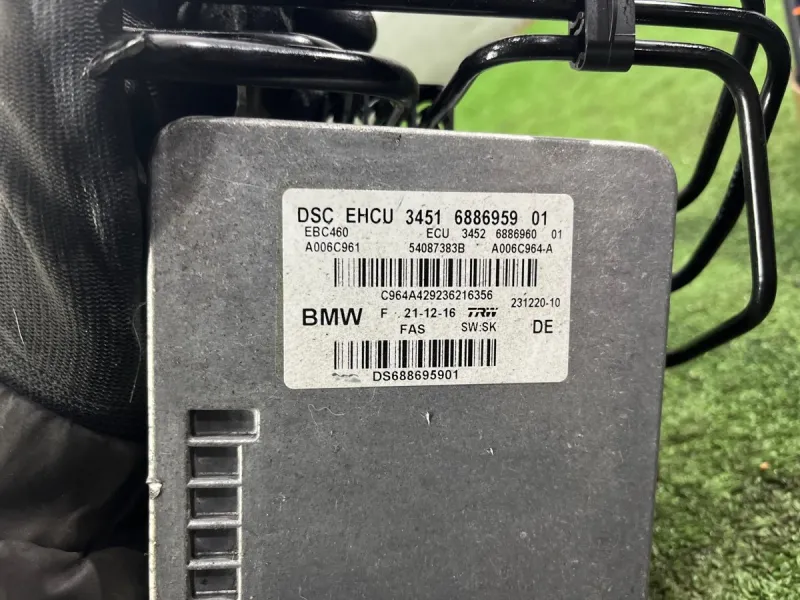 DSC EHCU 3451 6886959 01
EBC460 ECU 3452 6886960 01
A006C961 54087383B A006C964-A
C964A429236216356
231220-10
BMW F .21-12-16 TRW
FAS SW:SK DE
DS688695901